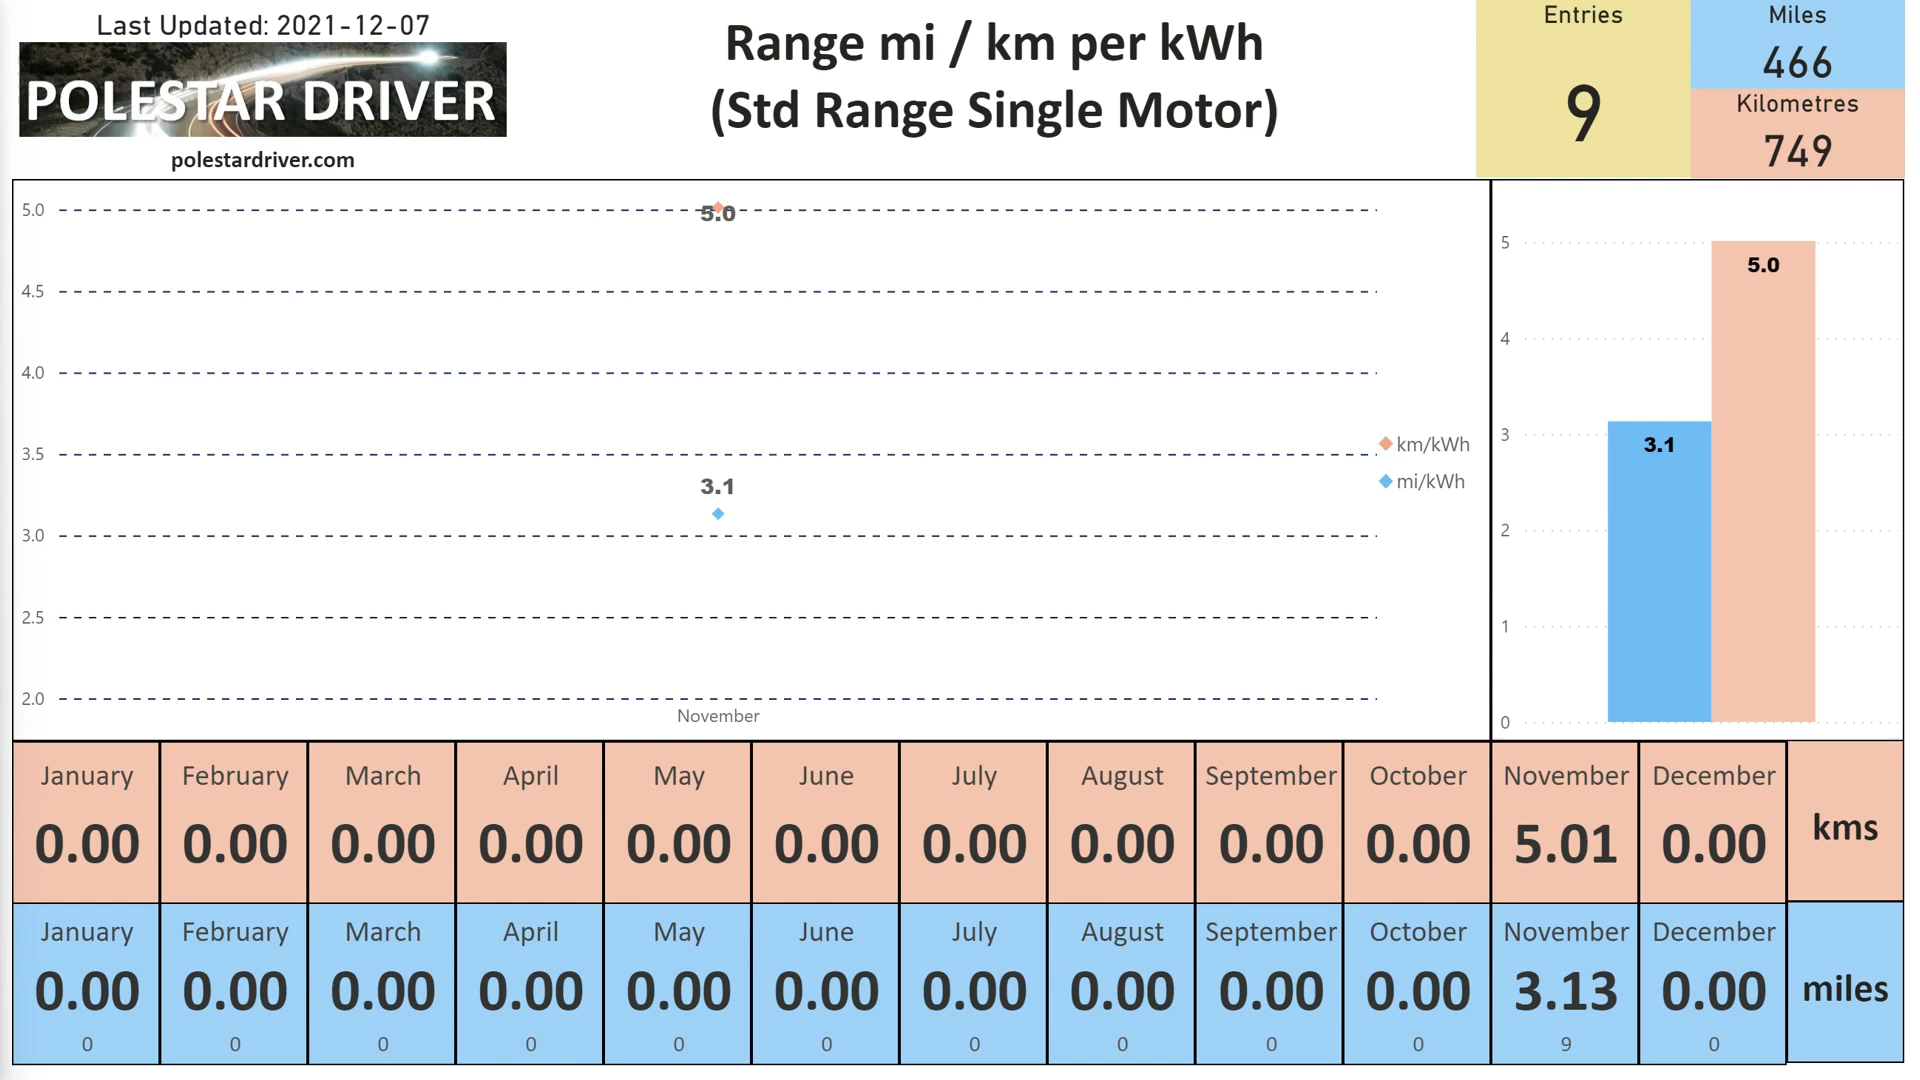 Last Updated: 2021-12-07
POLESTAR DRIVER
polestardriver.com
Range mi / km per kWh
(Std Range Single Motor)
Entries
9
Miles
466
Kilometres
749
5.0
4.5
4.0
3.5
3.0
2.5
2.0
5.0
3.1
November
km/kWh
mi/kWh
5
4
3
2
1
0
3.1
5.0
January February March April May June July August September October November December
0.00 0.00 0.00 0.00 0.00 0.00 0.00 0.00 0.00 0.00 5.01 0.00
kms
January February March April May June July August September October November December
0.00 0.00 0.00 0.00 0.00 0.00 0.00 0.00 0.00 0.00 3.13 0.00
0 0 0 0 0 0 0 0 0 0 9 0
miles